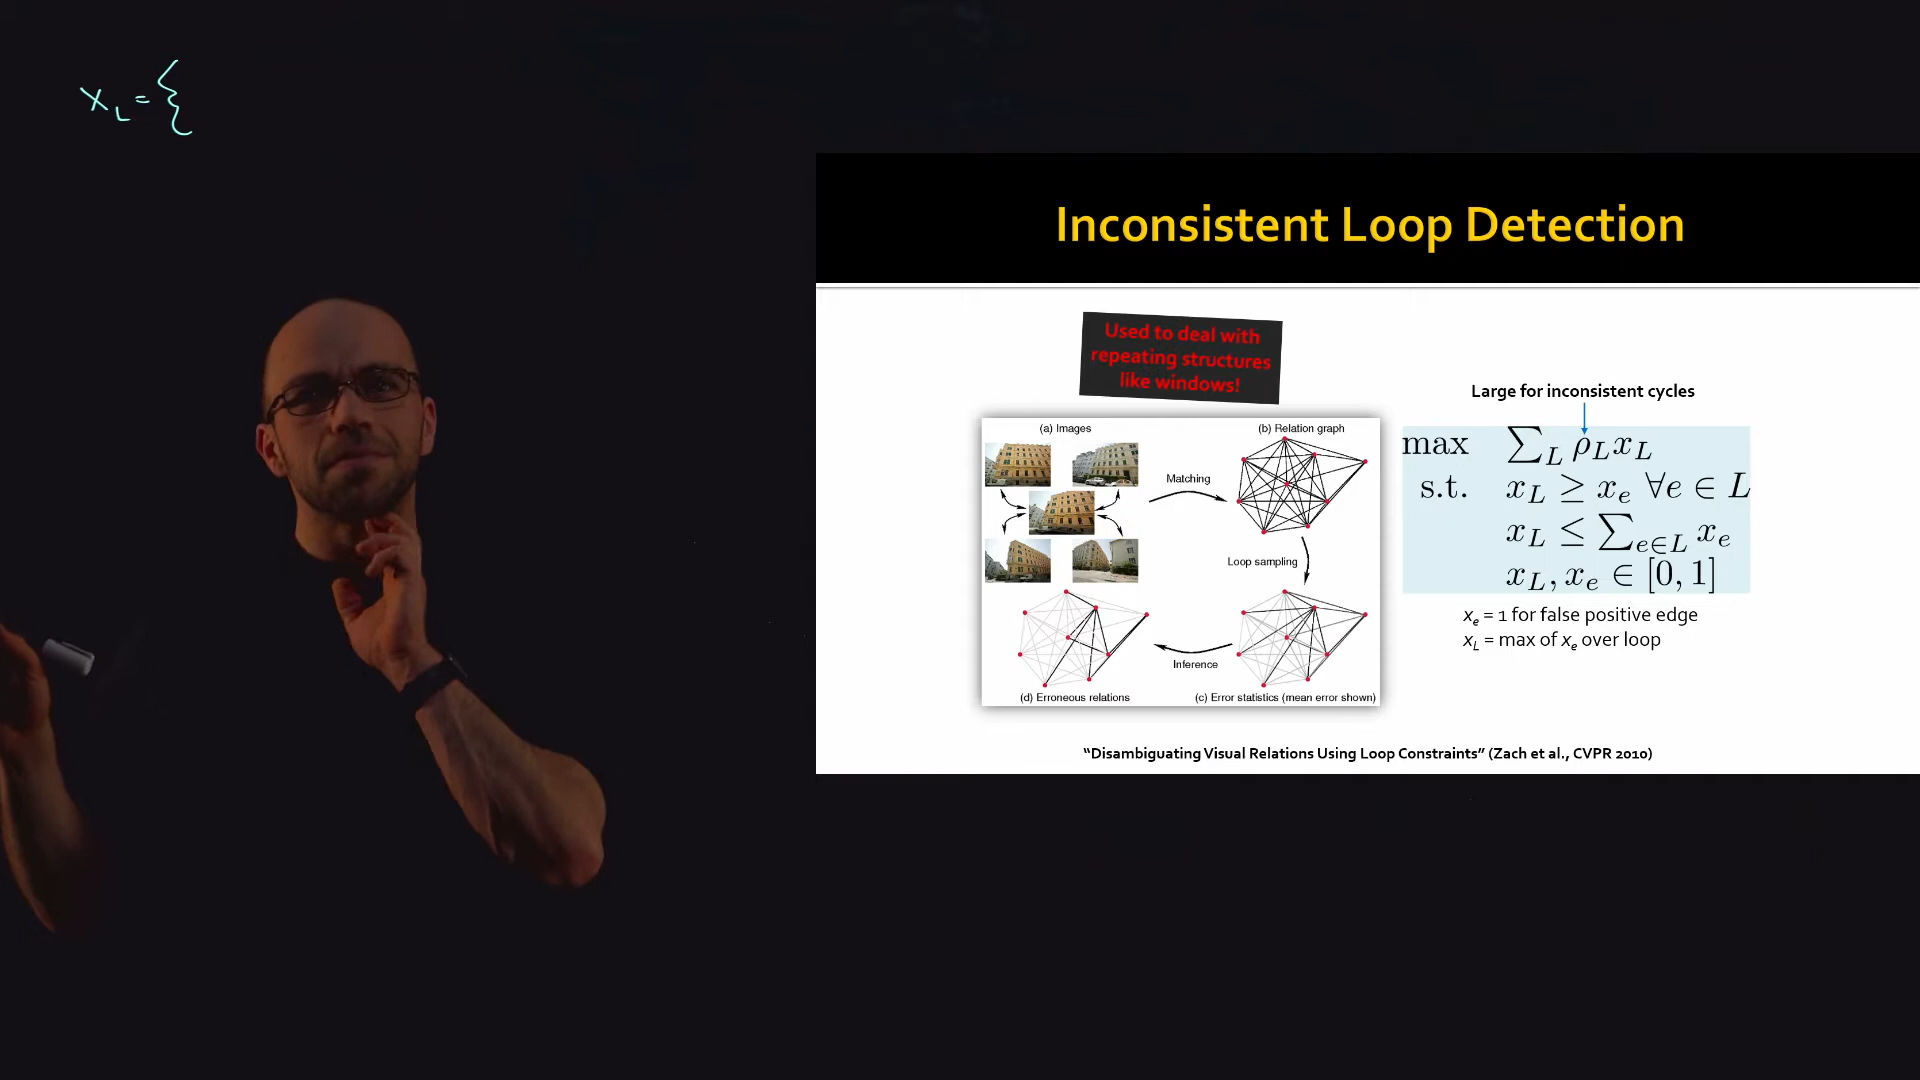 x_L = {
Inconsistent Loop Detection
Used to deal with
repeating structures
like windows!
Large for inconsistent cycles
(a) Images
(b) Relation graph
Matching
Loop sampling
Inference
(d) Erroneous relations
(c) Error statistics (mean error shown)
max ∑_L ρ_L x_L
s.t. x_L ≥ x_e ∀e ∈ L
x_L ≤ ∑_{e∈L} x_e
x_L, x_e ∈ [0, 1]
x_e = 1 for false positive edge
x_L = max of x_e over loop
“Disambiguating Visual Relations Using Loop Constraints” (Zach et al., CVPR 2010)